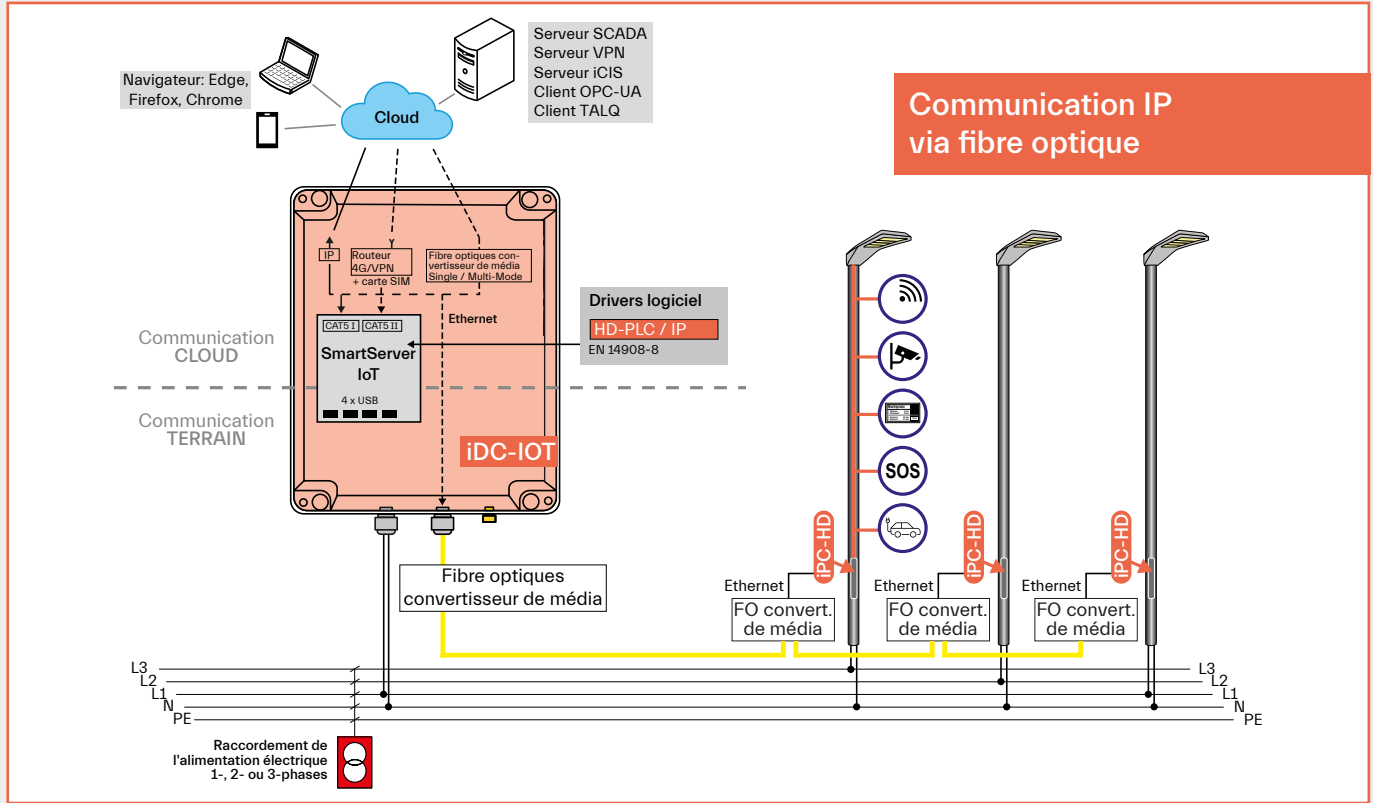 Serveur SCADA
Serveur VPN
Serveur iCIS
Client OPC-UA
Client TALQ
Navigateur: Edge,
Firefox, Chrome
Cloud
Communication IP
via fibre optique
IP
Routeur
4G/VPN
+ carte SIM
Fibre optiques con-
vertisseur de média
Single / Multi-Mode
Ethernet
CAT5 I
CAT5 II
SmartServer
IoT
4 x USB
Drivers logiciel
HD-PLC / IP
EN 14908-8
Communication
CLOUD
Communication
TERRAIN
iDC-IOT
SOS
iPC-HD
iPC-HD
iPC-HD
Fibre optiques
convertisseur de média
Ethernet
FO convert.
de média
Ethernet
FO convert.
de média
Ethernet
FO convert.
de média
L3
L2
L1
N
PE
L3
L2
L1
N
PE
Raccordement de
l'alimentation électrique
1-, 2- ou 3-phases